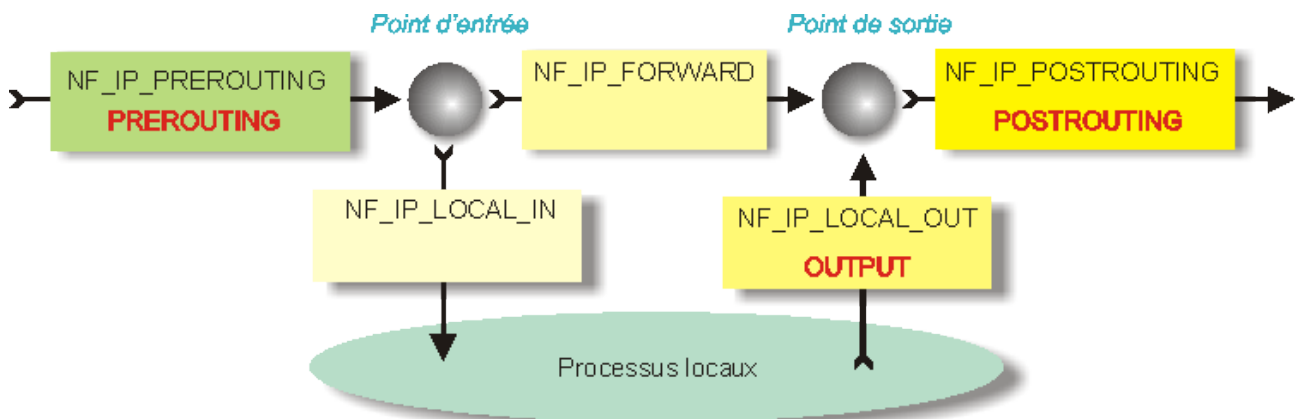 Point d'entrée
Point de sortie
NF_IP_PREROUTING
PREROUTING
NF_IP_FORWARD
NF_IP_POSTROUTING
POSTROUTING
NF_IP_LOCAL_IN
NF_IP_LOCAL_OUT
OUTPUT
Processus locaux